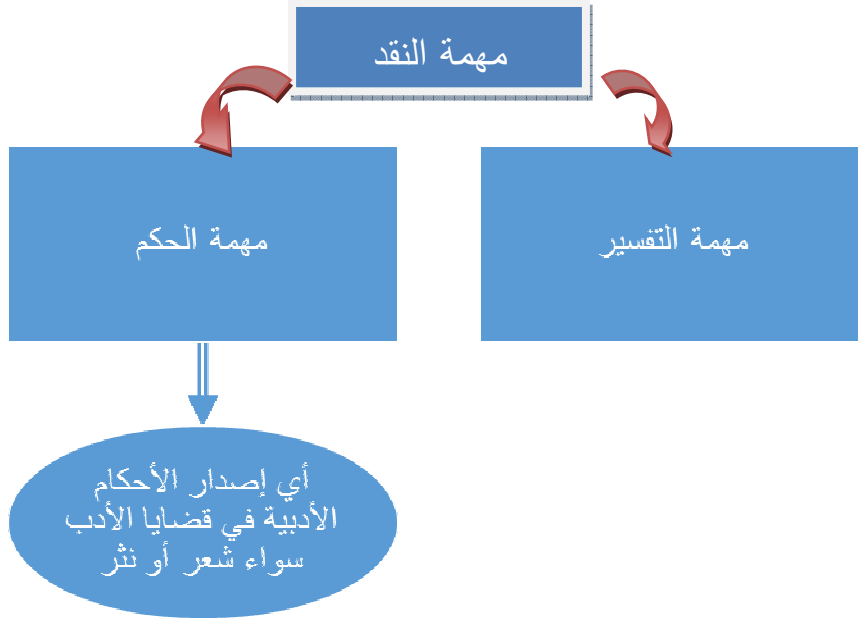 مهمة النقد
مهمة التفسير
مهمة الحكم
أي إصدار الأحكام
الأدبية في قضايا الأدب
سواء شعر أو نثر